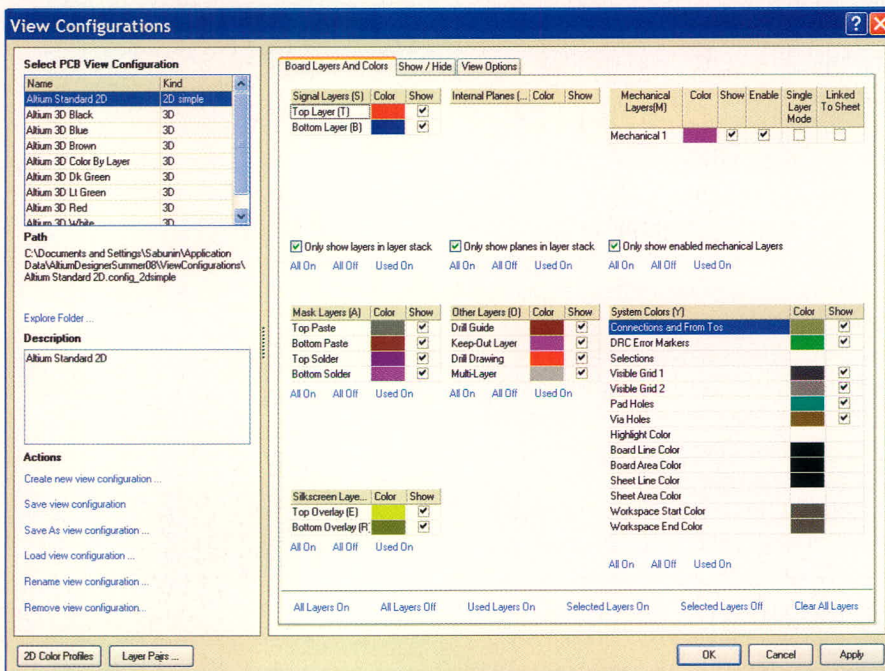 View Configurations
Select PCB View Configuration
Name Kind
Altium Standard 2D 2D simple
Altium 3D Black 3D
Altium 3D Blue 3D
Altium 3D Brown 3D
Altium 3D Color By Layer 3D
Altium 3D Dk Green 3D
Altium 3D Lt Green 3D
Altium 3D Red 3D
Altium 3D White 3D
Path
C:\Documents and Settings\Sabunin\Application
Data\AltiumDesignerSummer08\ViewConfigurations\
Altium Standard 2D.config_2dsimple
Explore Folder ...
Description
Altium Standard 2D
Actions
Create new view configuration ...
Save view configuration
Save As view configuration ...
Load view configuration ...
Rename view configuration ...
Remove view configuration...
Board Layers And Colors Show / Hide View Options
Signal Layers (S) Color Show
Top Layer (T)
Bottom Layer (B)
Only show layers in layer stack
All On All Off Used On
Internal Planes (... Color Show
Only show planes in layer stack
All On All Off Used On
Mechanical Layers(M) Color Show Enable Single Layer Mode Linked To Sheet
Mechanical 1
Only show enabled mechanical Layers
All On All Off Used On
Mask Layers (A) Color Show
Top Paste
Bottom Paste
Top Solder
Bottom Solder
All On All Off Used On
Other Layers (O) Color Show
Drill Guide
Keep-Out Layer
Drill Drawing
Multi-Layer
All On All Off Used On
System Colors (Y) Color Show
Connections and From Tos
DRC Error Markers
Selections
Visible Grid 1
Visible Grid 2
Pad Holes
Via Holes
Highlight Color
Board Line Color
Board Area Color
Sheet Line Color
Sheet Area Color
Workspace Start Color
Workspace End Color
All On All Off Used On
Silkscreen Laye... Color Show
Top Overlay (E)
Bottom Overlay (R
All On All Off Used On
All Layers On All Layers Off Used Layers On Selected Layers On Selected Layers Off Clear All Layers
2D Color Profiles Layer Pairs ... OK Cancel Apply